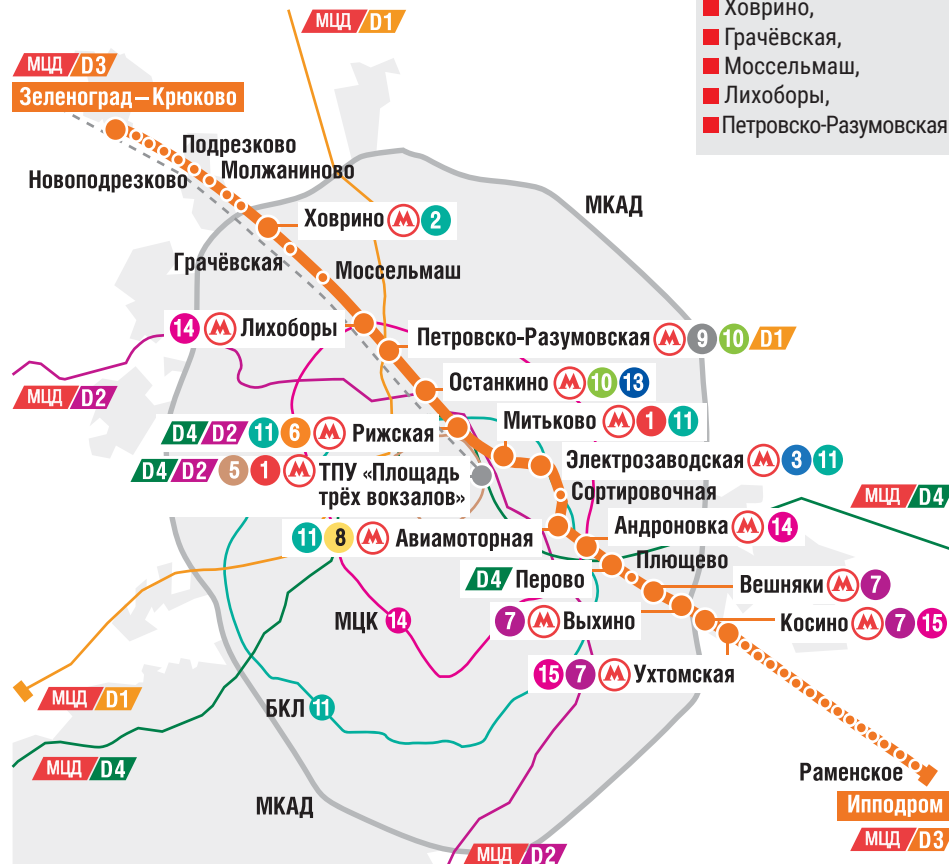 МЦД D1
Ховрино,
Грачёвская,
Моссельмаш,
Лихоборы,
Петровско-Разумовская
МЦД D3
Зеленоград – Крюково
Подрезково
Новоподрезково
Молжаниново
МКАД
Ховрино М 2
Грачёвская
Моссельмаш
14 М Лихоборы
Петровско-Разумовская М 9 10 D1
Останкино М 10 13
МЦД D2
Митьково М 1 11
D4 D2 11 6 М Рижская
D4 D2 5 1 М ТПУ «Площадь
трёх вокзалов»
Электрозаводская М 3 11
Сортировочная
МЦД D4
Андроновка М 14
11 8 М Авиамоторная
Плющево
D4 Перово
Вешняки М 7
МЦК 14
7 М Выхино
Косино М 7 15
15 7 М Ухтомская
МЦД D1
БКЛ 11
МЦД D4
Раменское
МКАД
Ипподром
МЦД D3
МЦД D2